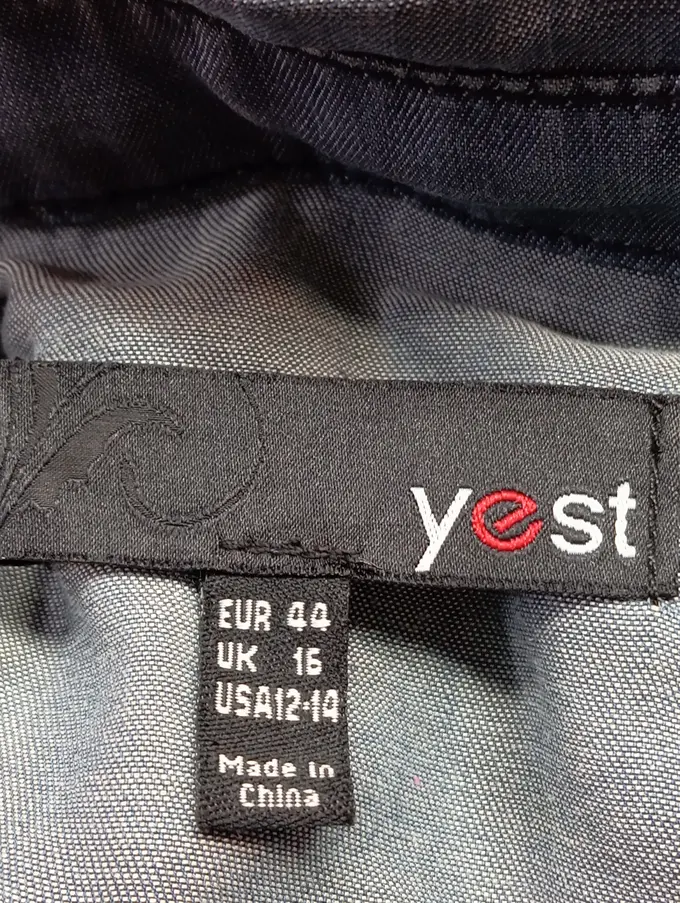 yest
EUR 44
UK 16
USA12-14
Made in
China